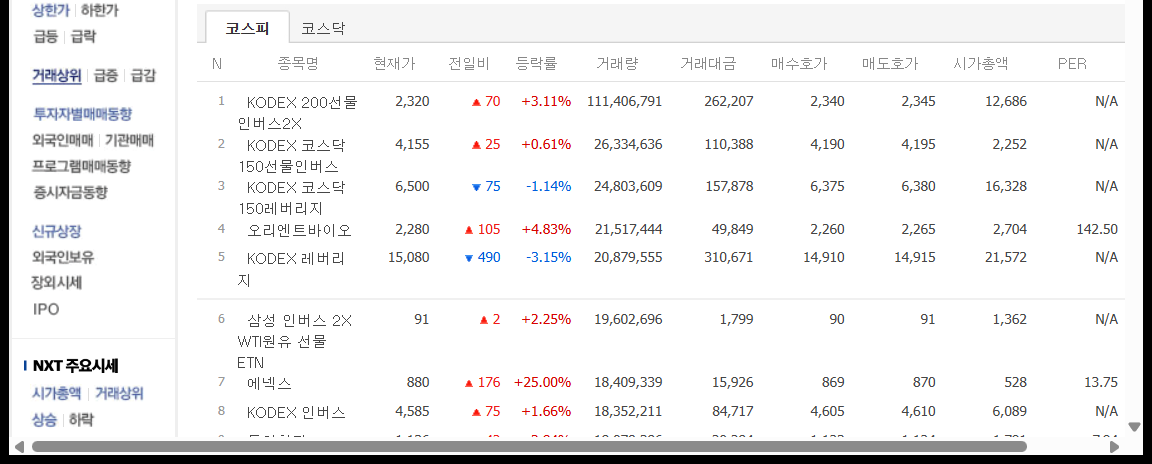 상한가 하한가
급등 급락
거래상위 급증 급감
투자자별매매동향
외국인매매 기관매매
프로그램매매동향
증시자금동향
신규상장
외국인보유
장외시세
IPO
NXT 주요시세
시가총액 거래상위
상승 하락
코스피 코스닥
N 종목명 현재가 전일비 등락률 거래량 거래대금 매수호가 매도호가 시가총액 PER
1 KODEX 200선물 2,320 ▲ 70 +3.11% 111,406,791 262,207 2,340 2,345 12,686 N/A
인버스2X
2 KODEX 코스닥 4,155 ▲ 25 +0.61% 26,334,636 110,388 4,190 4,195 2,252 N/A
150선물인버스
3 KODEX 코스닥 6,500 ▼ 75 -1.14% 24,803,609 157,878 6,375 6,380 16,328 N/A
150레버리지
4 오리엔트바이오 2,280 ▲ 105 +4.83% 21,517,444 49,849 2,260 2,265 2,704 142.50
5 KODEX 레버리 15,080 ▼ 490 -3.15% 20,879,555 310,671 14,910 14,915 21,572 N/A
지
6 삼성 인버스 2X 91 ▲ 2 +2.25% 19,602,696 1,799 90 91 1,362 N/A
WTI원유 선물
ETN
7 에넥스 880 ▲ 176 +25.00% 18,409,339 15,926 869 870 528 13.75
8 KODEX 인버스 4,585 ▲ 75 +1.66% 18,352,211 84,717 4,605 4,610 6,089 N/A